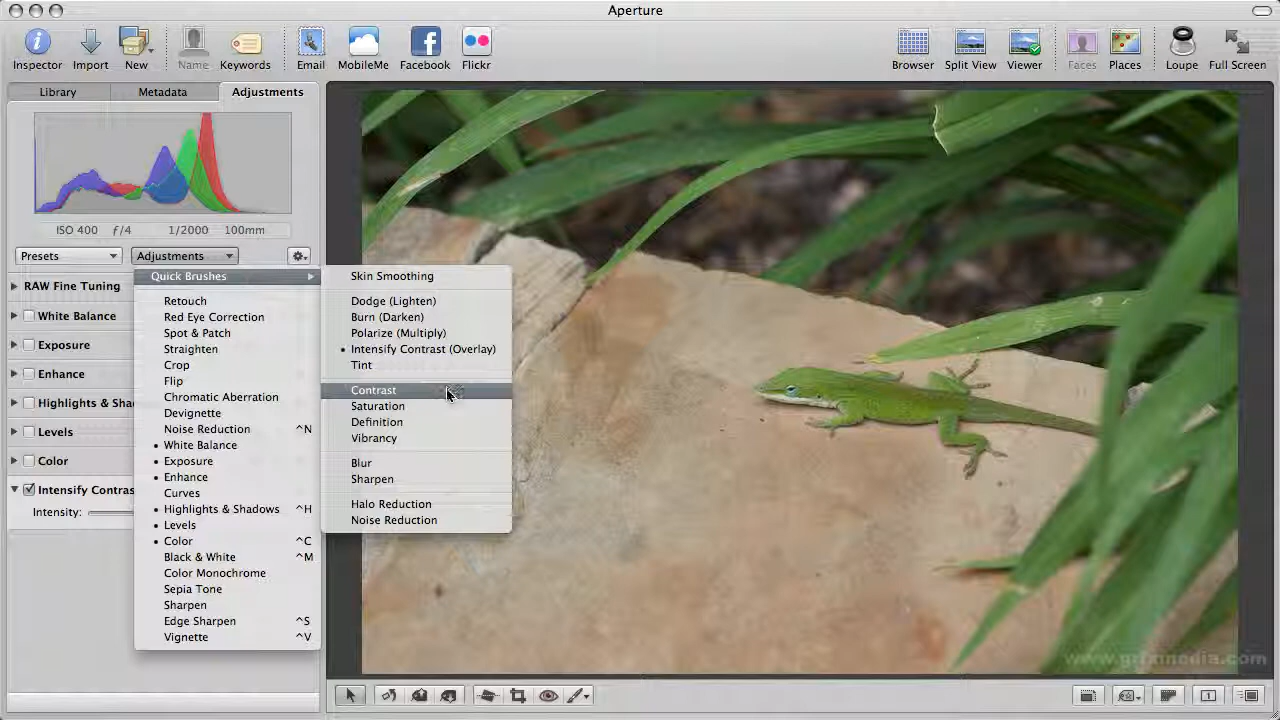 Aperture
Inspector Import New Name Keywords Email MobileMe Facebook Flickr Browser Split View Viewer Faces Places Loupe Full Screen
Library Metadata Adjustments
ISO 400 ƒ/4 1/2000 100mm
Presets Adjustments
RAW Fine Tuning
White Balance
Exposure
Enhance
Highlights & Sha
Levels
Color
Intensify Contras
Intensity:
Quick Brushes
Retouch
Red Eye Correction
Spot & Patch
Straighten
Crop
Flip
Chromatic Aberration
Devignette
Noise Reduction ^N
• White Balance
• Exposure
• Enhance
Curves
• Highlights & Shadows ^H
• Levels
• Color ^C
Black & White ^M
Color Monochrome
Sepia Tone
Sharpen
Edge Sharpen ^S
Vignette ^V
Skin Smoothing
Dodge (Lighten)
Burn (Darken)
Polarize (Multiply)
• Intensify Contrast (Overlay)
Tint
Contrast
Saturation
Definition
Vibrancy
Blur
Sharpen
Halo Reduction
Noise Reduction